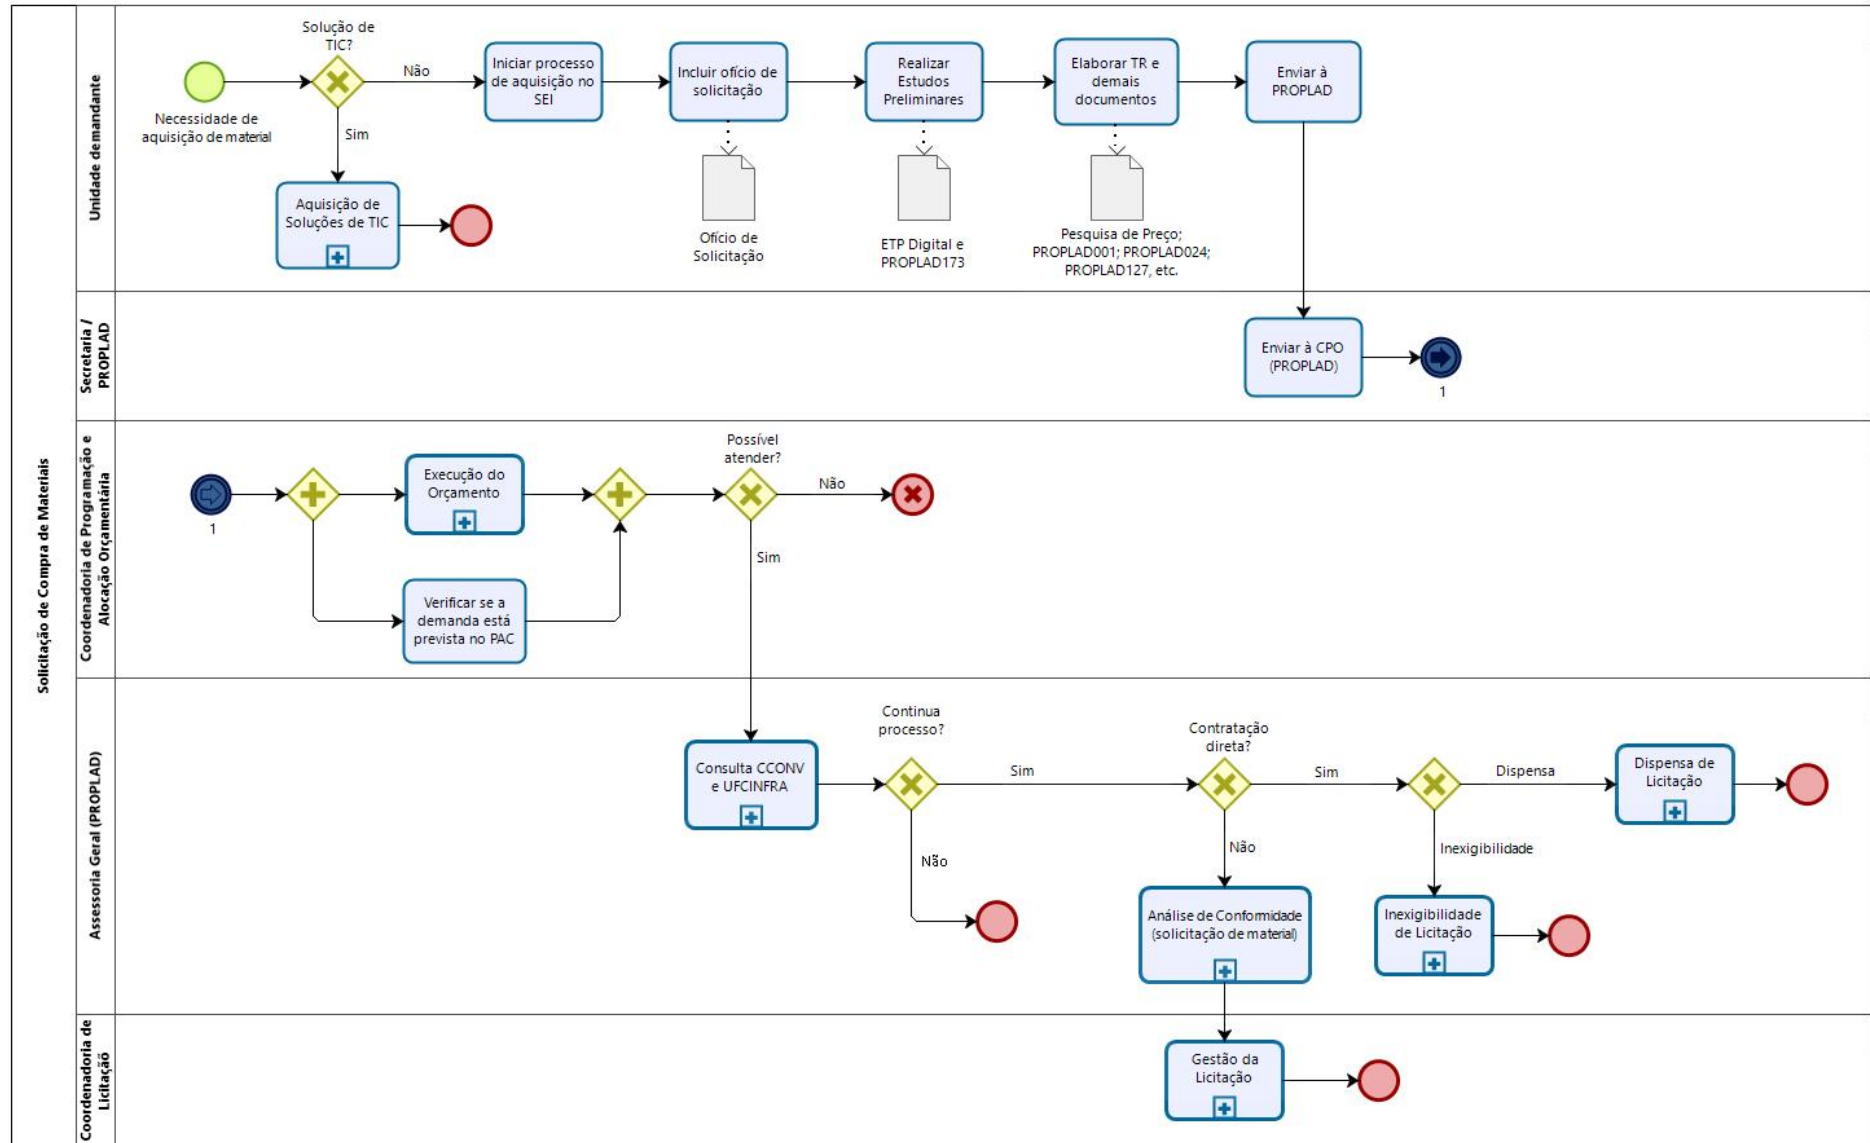 Solicitação de Compra de Materiais
Unidade demandante
Necessidade de
aquisição de material
Solução de
TIC?
Não
Sim
Aquisição de
Soluções de TIC
Iniciar processo
de aquisição no
SEI
Incluir ofício de
solicitação
Ofício de
Solicitação
Realizar
Estudos
Preliminares
ETP Digital e
PROPLAD173
Elaborar TR e
demais
documentos
Pesquisa de Preço;
PROPLAD001; PROPLAD024;
PROPLAD127, etc.
Enviar à
PROPLAD
Secretaria /
PROPLAD
Enviar à CPO
(PROPLAD)
1
Coordenadoria de Programação e
Alocação Orçamentária
1
Execução do
Orçamento
Verificar se a
demanda está
prevista no PAC
Possível
atender?
Não
Sim
Assessoria Geral (PROPLAD)
Consulta CCONV
e UFCINFRA
Continua
processo?
Sim
Não
Contratação
direta?
Sim
Não
Dispensa
Inexigibilidade
Dispensa de
Licitação
Análise de Conformidade
(solicitação de material)
Inexigibilidade
de Licitação
Coordenadoria de
Licitação
Gestão da
Licitação